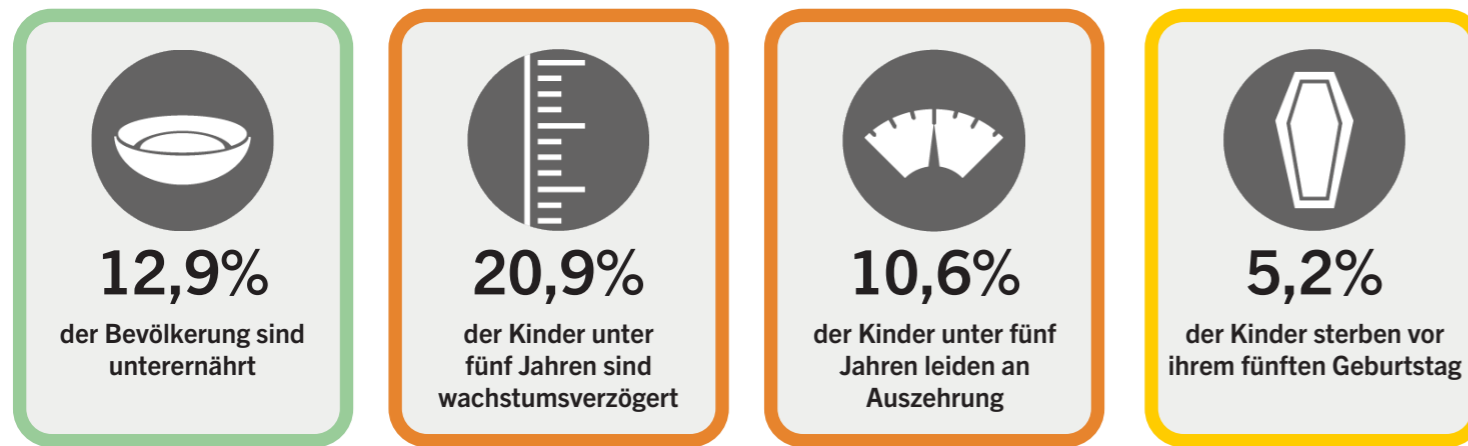 12,9%
der Bevölkerung sind
unterernährt
20,9%
der Kinder unter
fünf Jahren sind
wachstumsverzögert
10,6%
der Kinder unter fünf
Jahren leiden an
Auszehrung
5,2%
der Kinder sterben vor
ihrem fünften Geburtstag